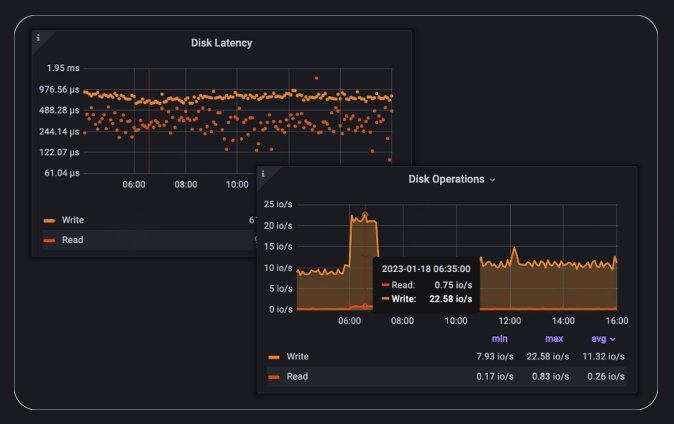 i
Disk Latency
1.95 ms
976.56 µs
488.28 µs
244.14 µs
122.07 µs
61.04 µs
06:00 08:00 10:00
Write
Read
i
Disk Operations
25 io/s
20 io/s
15 io/s
10 io/s
5 io/s
0 io/s
2023-01-18 06:35:00
Read: 0.75 io/s
Write: 22.58 io/s
06:00 08:00 10:00 12:00 14:00 16:00
min max avg
Write 7.93 io/s 22.58 io/s 11.32 io/s
Read 0.17 io/s 0.83 io/s 0.26 io/s